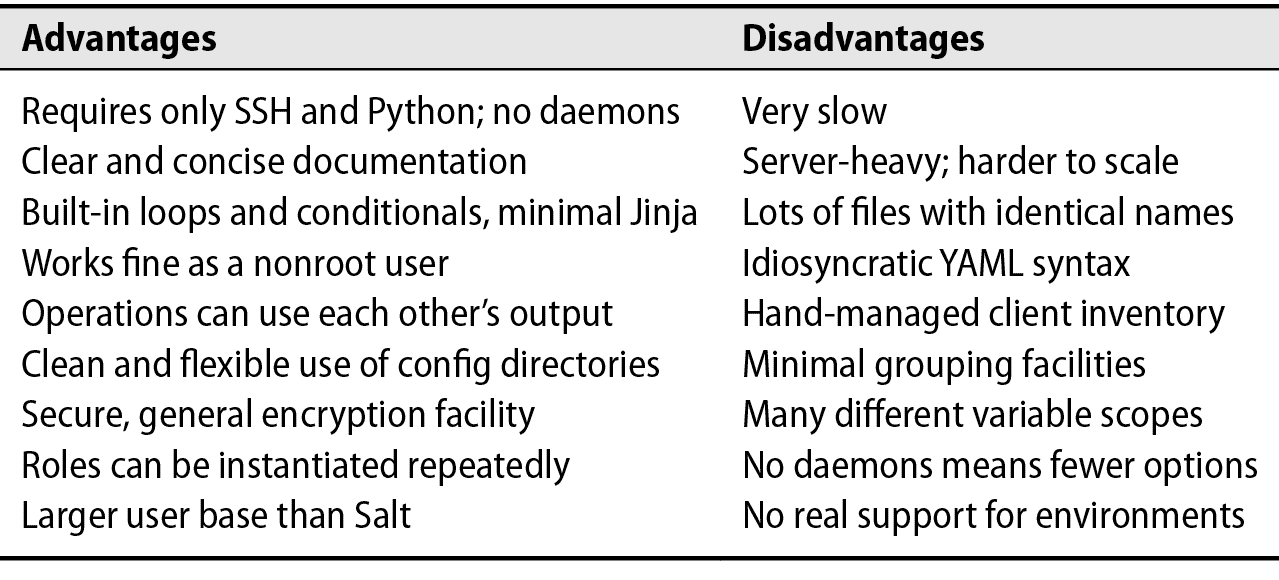 Advantages Disadvantages
Requires only SSH and Python; no daemons Very slow
Clear and concise documentation Server-heavy; harder to scale
Built-in loops and conditionals, minimal Jinja Lots of files with identical names
Works fine as a nonroot user Idiosyncratic YAML syntax
Operations can use each other’s output Hand-managed client inventory
Clean and flexible use of config directories Minimal grouping facilities
Secure, general encryption facility Many different variable scopes
Roles can be instantiated repeatedly No daemons means fewer options
Larger user base than Salt No real support for environments